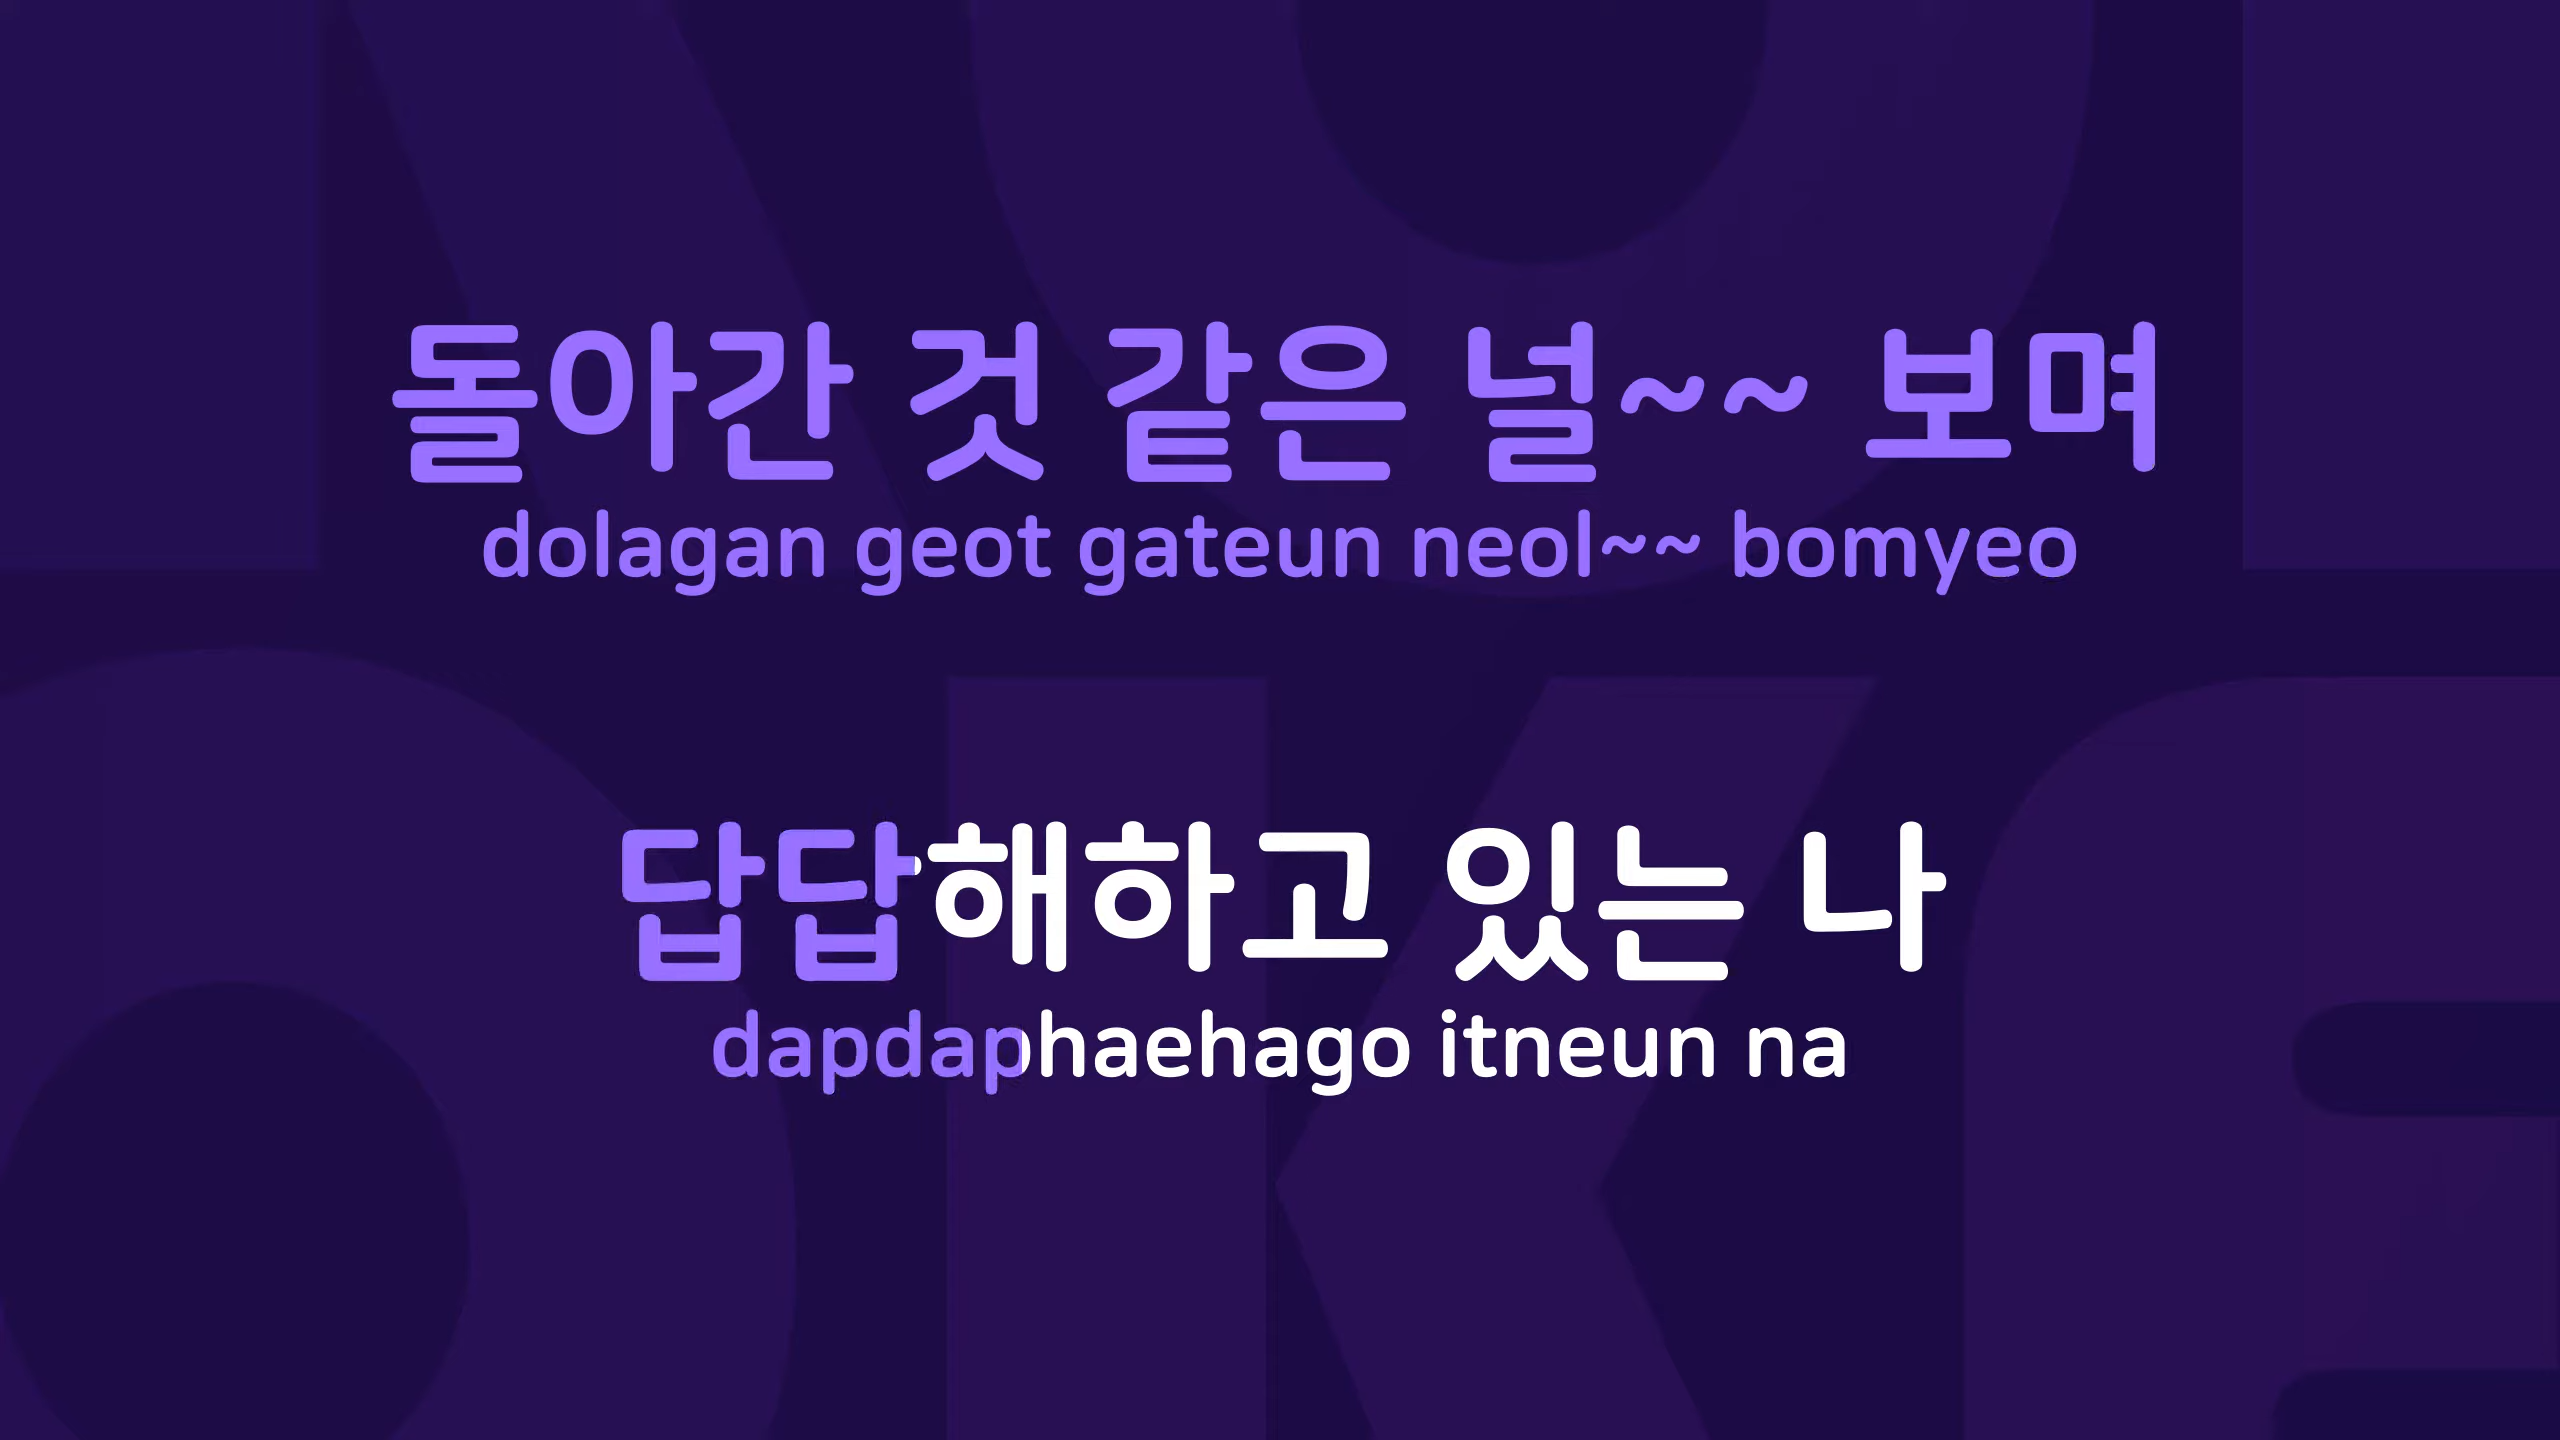 돌아간 것 같은 널~~ 보며
dolagan geot gateun neol~~ bomyeo
답답해하고 있는 나
dapdaphaehago itneun na